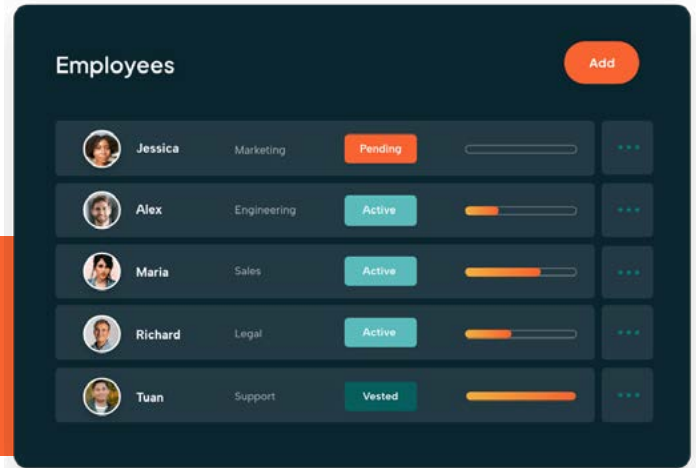 Employees
Add
Jessica Marketing Pending
Alex Engineering Active
Maria Sales Active
Richard Legal Active
Tuan Support Vested